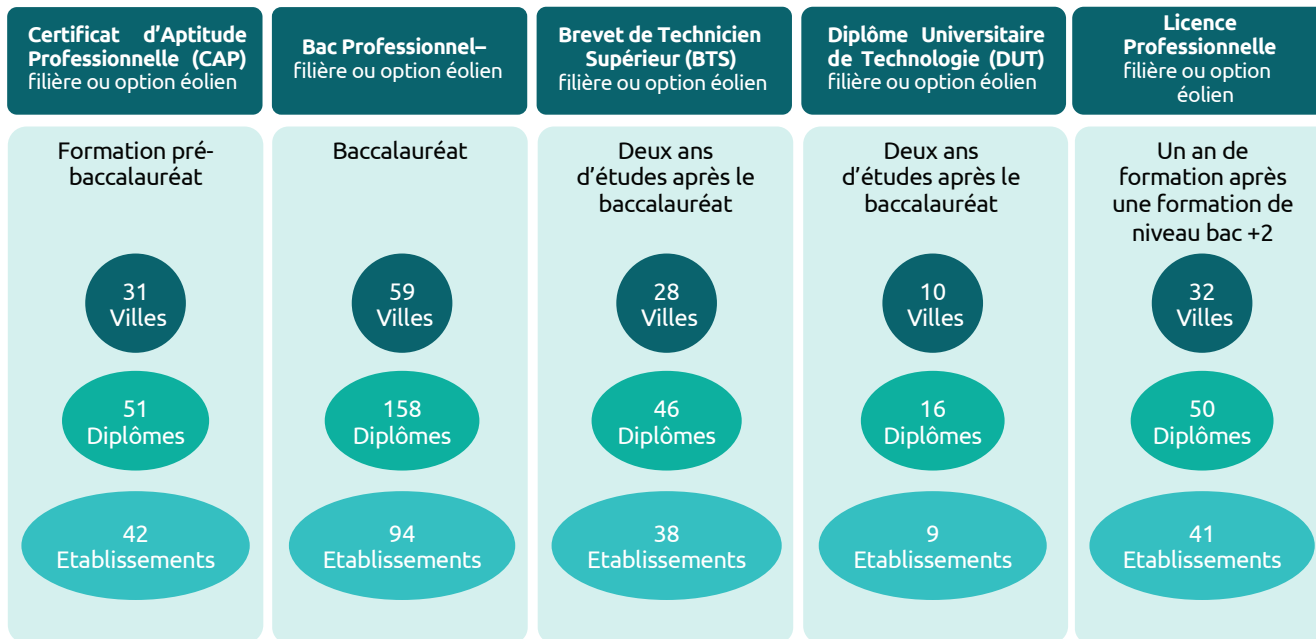 Certificat d’Aptitude
Professionnelle (CAP)
filière ou option éolien
Bac Professionnel–
filière ou option éolien
Brevet de Technicien
Supérieur (BTS)
filière ou option éolien
Diplôme Universitaire
de Technologie (DUT)
filière ou option éolien
Licence
Professionnelle
filière ou option
éolien
Formation pré-
baccalauréat
Baccalauréat
Deux ans
d’études après le
baccalauréat
Deux ans
d’études après le
baccalauréat
Un an de
formation après
une formation de
niveau bac +2
31
Villes
59
Villes
28
Villes
10
Villes
32
Villes
51
Diplômes
158
Diplômes
46
Diplômes
16
Diplômes
50
Diplômes
42
Etablissements
94
Etablissements
38
Etablissements
9
Etablissements
41
Etablissements